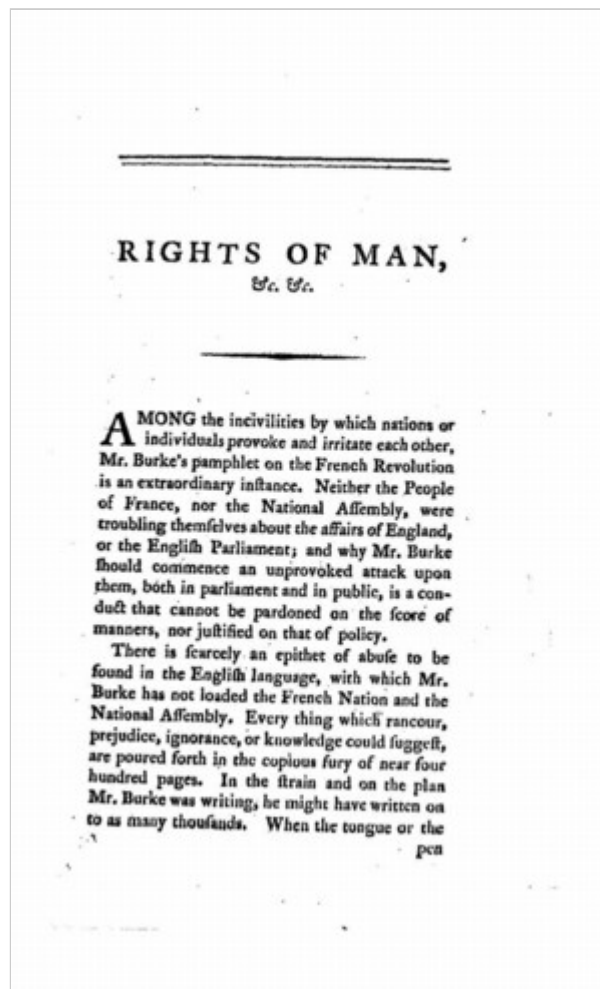 RIGHTS OF MAN,
&c. &c.
AMONG the incivilities by which nations or
individuals provoke and irritate each other,
Mr. Burke's pamphlet on the French Revolution
is an extraordinary inſtance. Neither the People
of France, nor the National Aſſembly, were
troubling themſelves about the affairs of England,
or the Engliſh Parliament; and why Mr. Burke
ſhould commence an unprovoked attack upon
them, both in parliament and in public, is a con-
duct that cannot be pardoned on the ſcore of
manners, nor juſtified on that of policy.
There is ſcarcely an epithet of abuſe to be
found in the Engliſh language, with which Mr.
Burke has not loaded the French Nation and the
National Aſſembly. Every thing which rancour,
prejudice, ignorance, or knowledge could ſuggeſt,
are poured forth in the copious fury of near four
hundred pages. In the ſtrain and on the plan
Mr. Burke was writing, he might have written on
to as many thouſands. When the tongue or the
pen